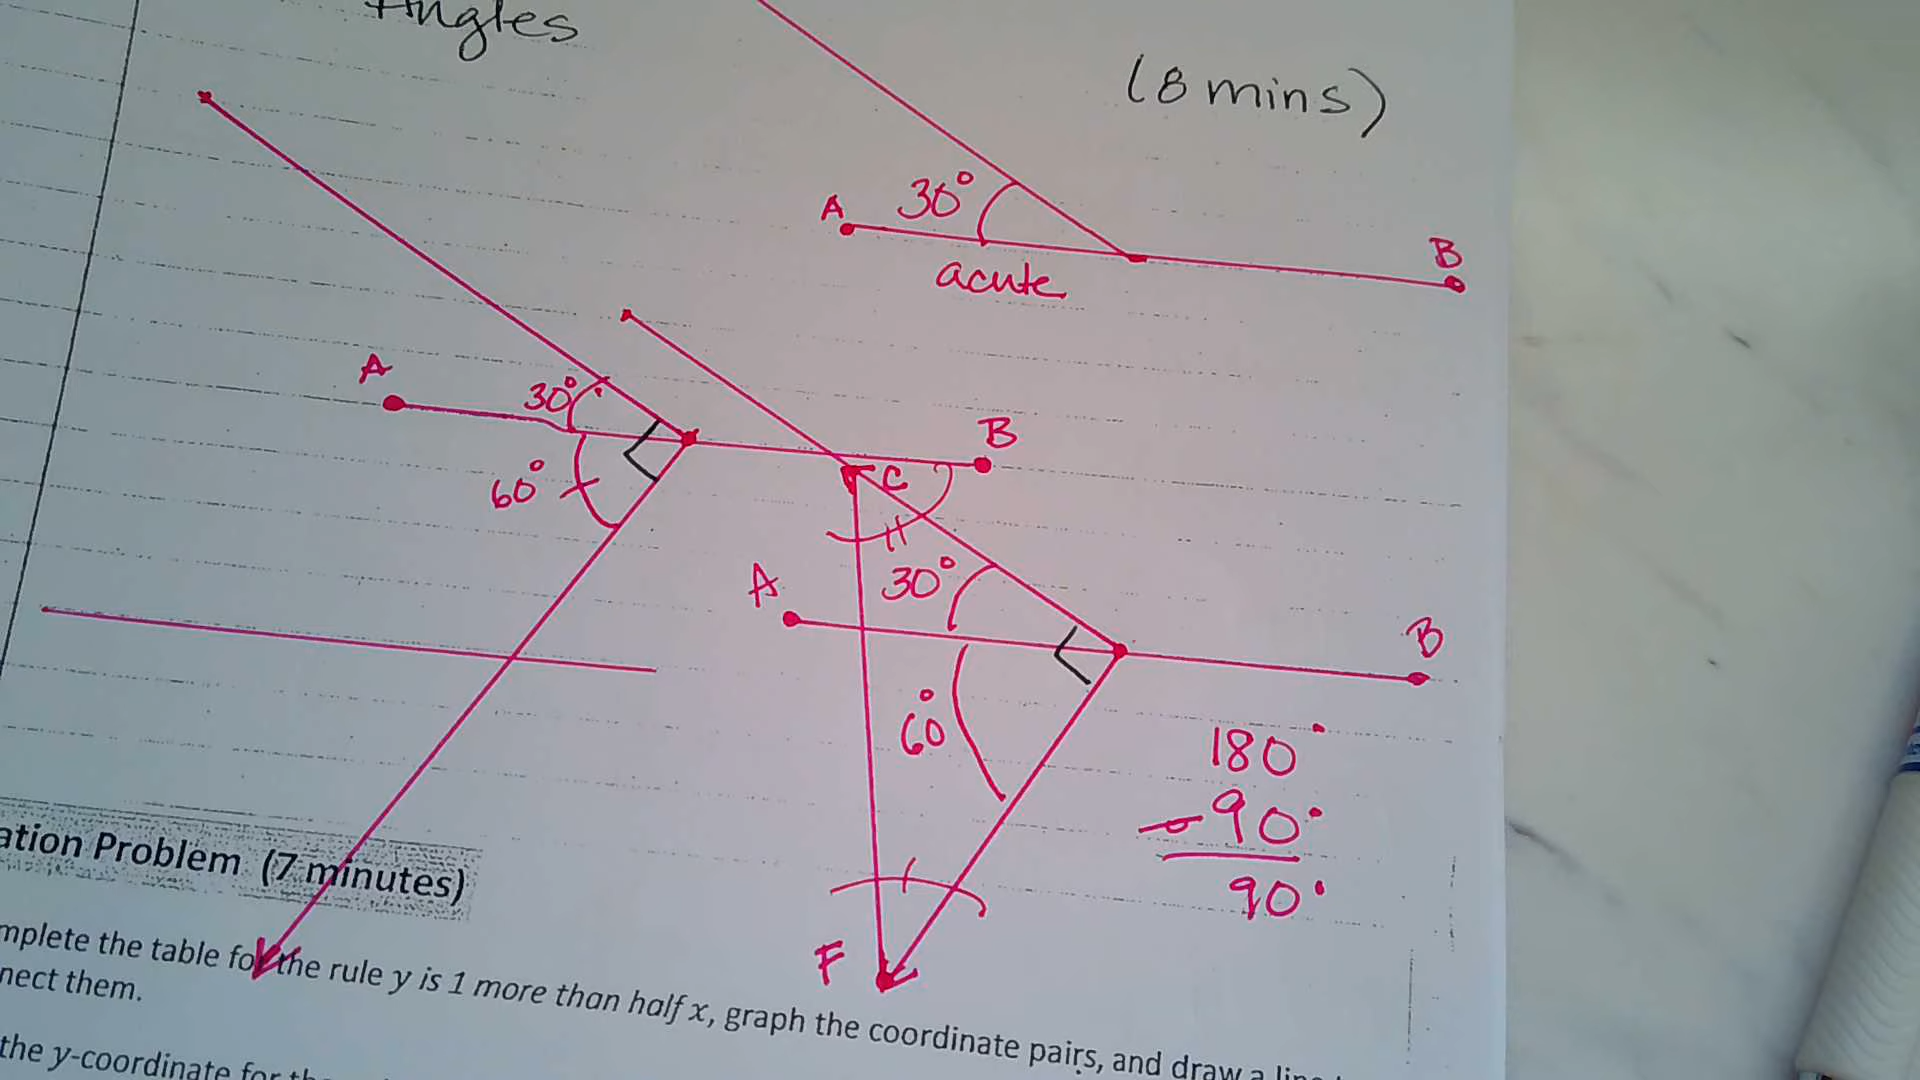 Angles
(8 mins)
30°
A
B
acute
A
30°
B
60°
C
30°
A
B
60°
180°
- 90°
90°
F
ation Problem (7 minutes)
mplete the table for the rule y is 1 more than half x, graph the coordinate pairs, and draw a line
nect them.
the y-coordinate for